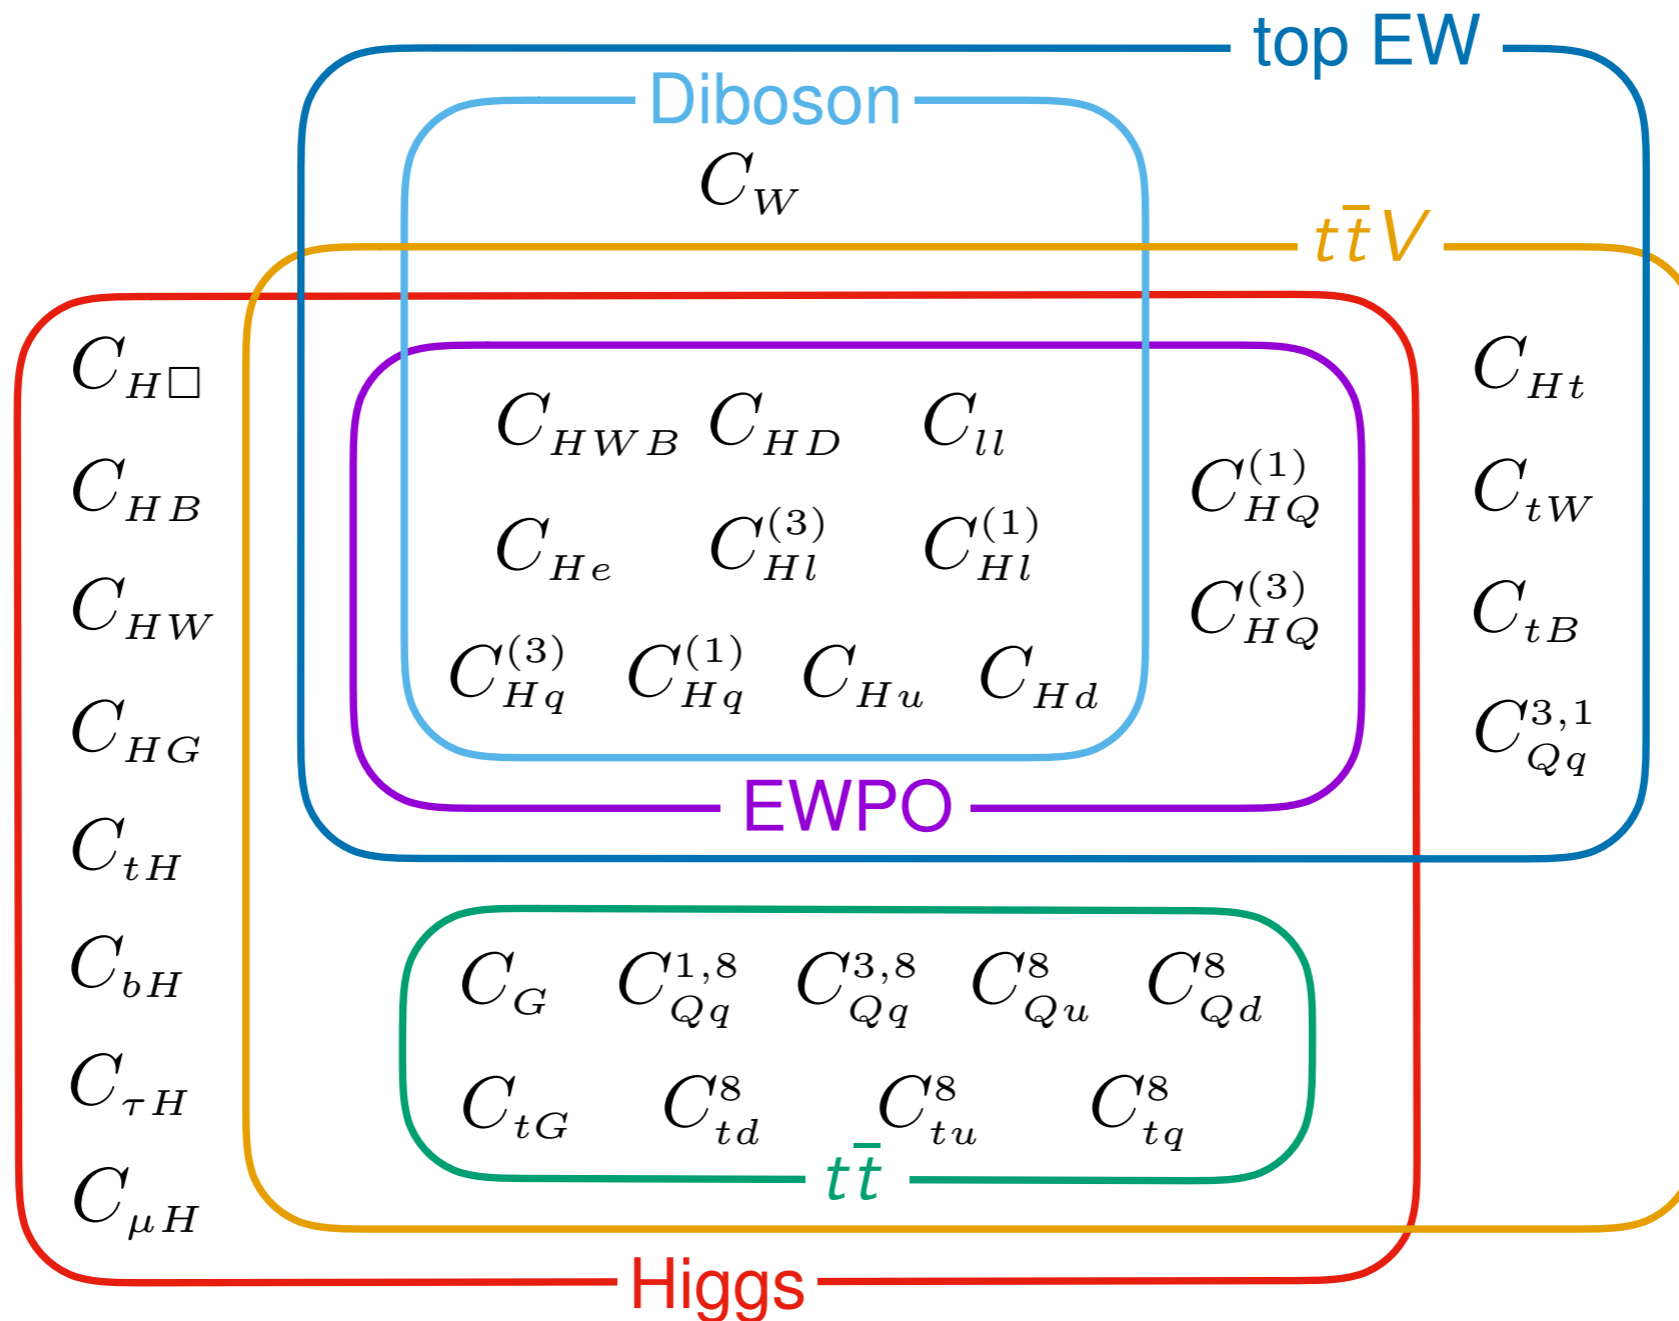 top EW
Diboson
C_W
t\bar{t}V
C_{H□}
C_{Ht}
C_{HWB} C_{HD} C_{ll}
C_{HB}
C_{HQ}^{(1)}
C_{tW}
C_{He} C_{Hl}^{(3)} C_{Hl}^{(1)}
C_{HW}
C_{HQ}^{(3)}
C_{tB}
C_{Hq}^{(3)} C_{Hq}^{(1)} C_{Hu} C_{Hd}
C_{HG}
C_{Qq}^{3,1}
EWPO
C_{tH}
C_{bH}
C_G C_{Qq}^{1,8} C_{Qq}^{3,8} C_{Qu}^{8} C_{Qd}^{8}
C_{τH}
C_{tG} C_{td}^{8} C_{tu}^{8} C_{tq}^{8}
t\bar{t}
C_{μH}
Higgs